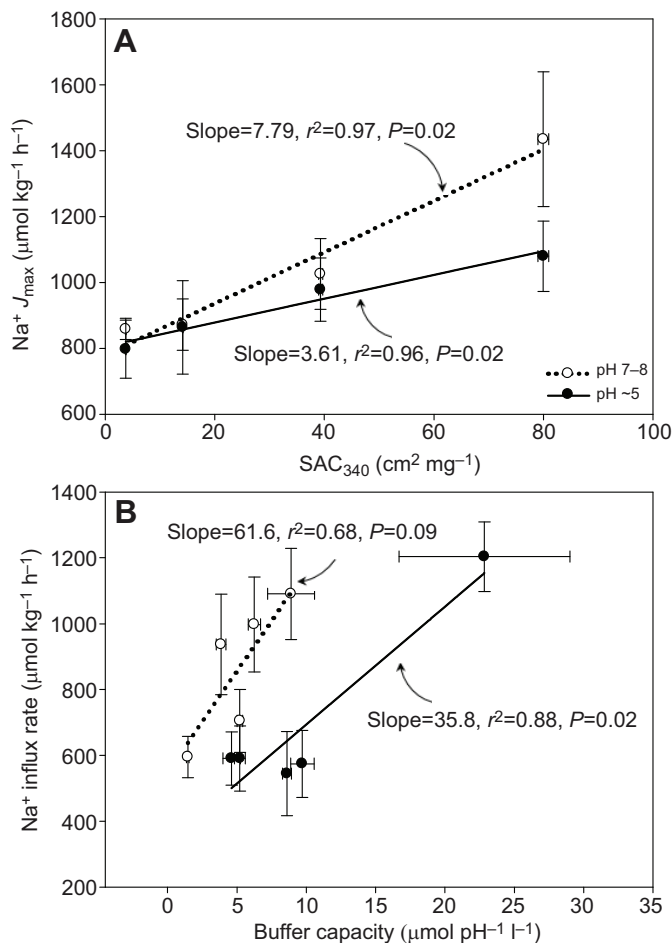 1800
A
1600
Slope=7.79, r²=0.97, P=0.02
1400
1200
1000
800
Slope=3.61, r²=0.96, P=0.02
pH 7–8
pH ~5
600
0 20 40 60 80 100
SAC₃₄₀ (cm² mg⁻¹)
Na⁺ Jmax (μmol kg⁻¹ h⁻¹)
1400
B
Slope=61.6, r²=0.68, P=0.09
1200
1000
800
Slope=35.8, r²=0.88, P=0.02
600
400
200
0 5 10 15 20 25 30 35
Buffer capacity (μmol pH⁻¹ l⁻¹)
Na⁺ influx rate (μmol kg⁻¹ h⁻¹)